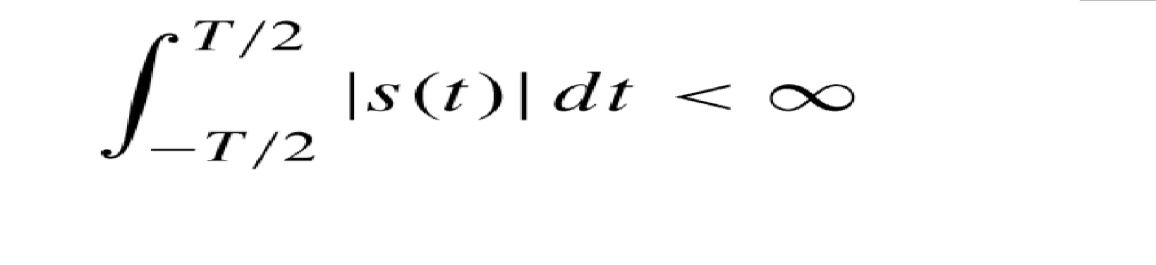 ∫_{-T/2}^{T/2} |s(t)| dt < ∞